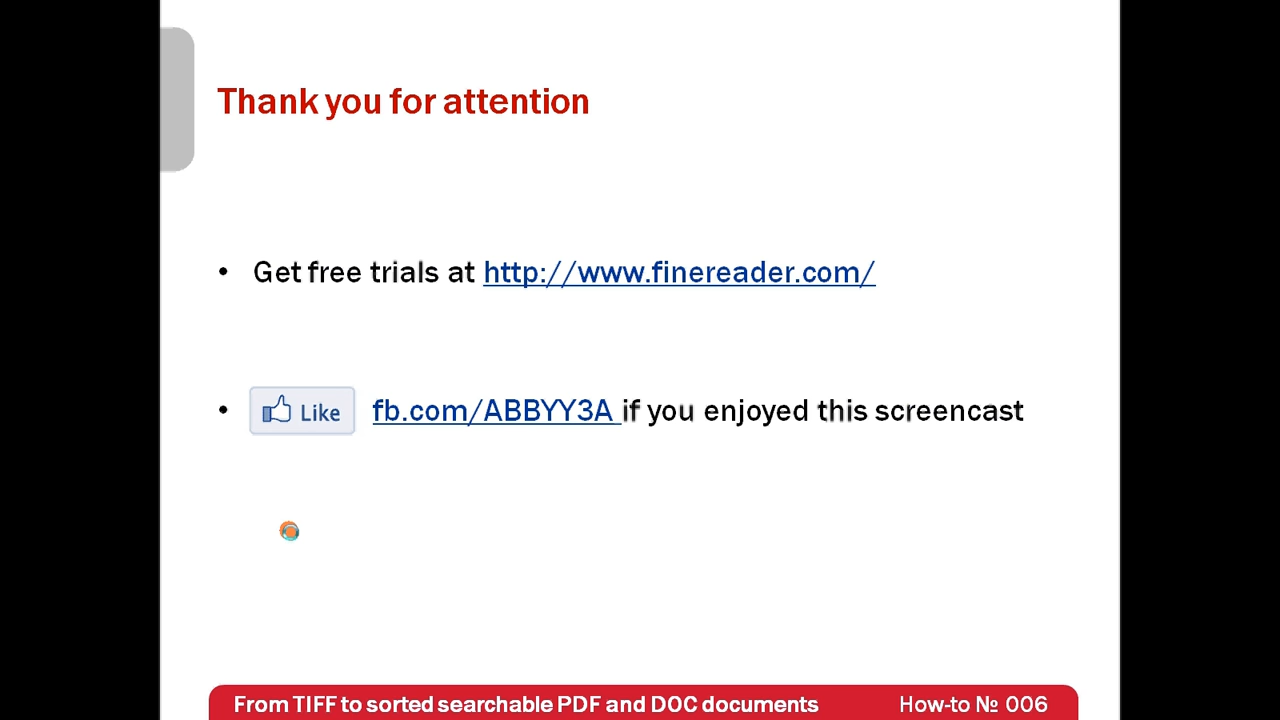 Thank you for attention
• Get free trials at http://www.finereader.com/
• Like fb.com/ABBYY3A if you enjoyed this screencast
From TIFF to sorted searchable PDF and DOC documents How-to № 006